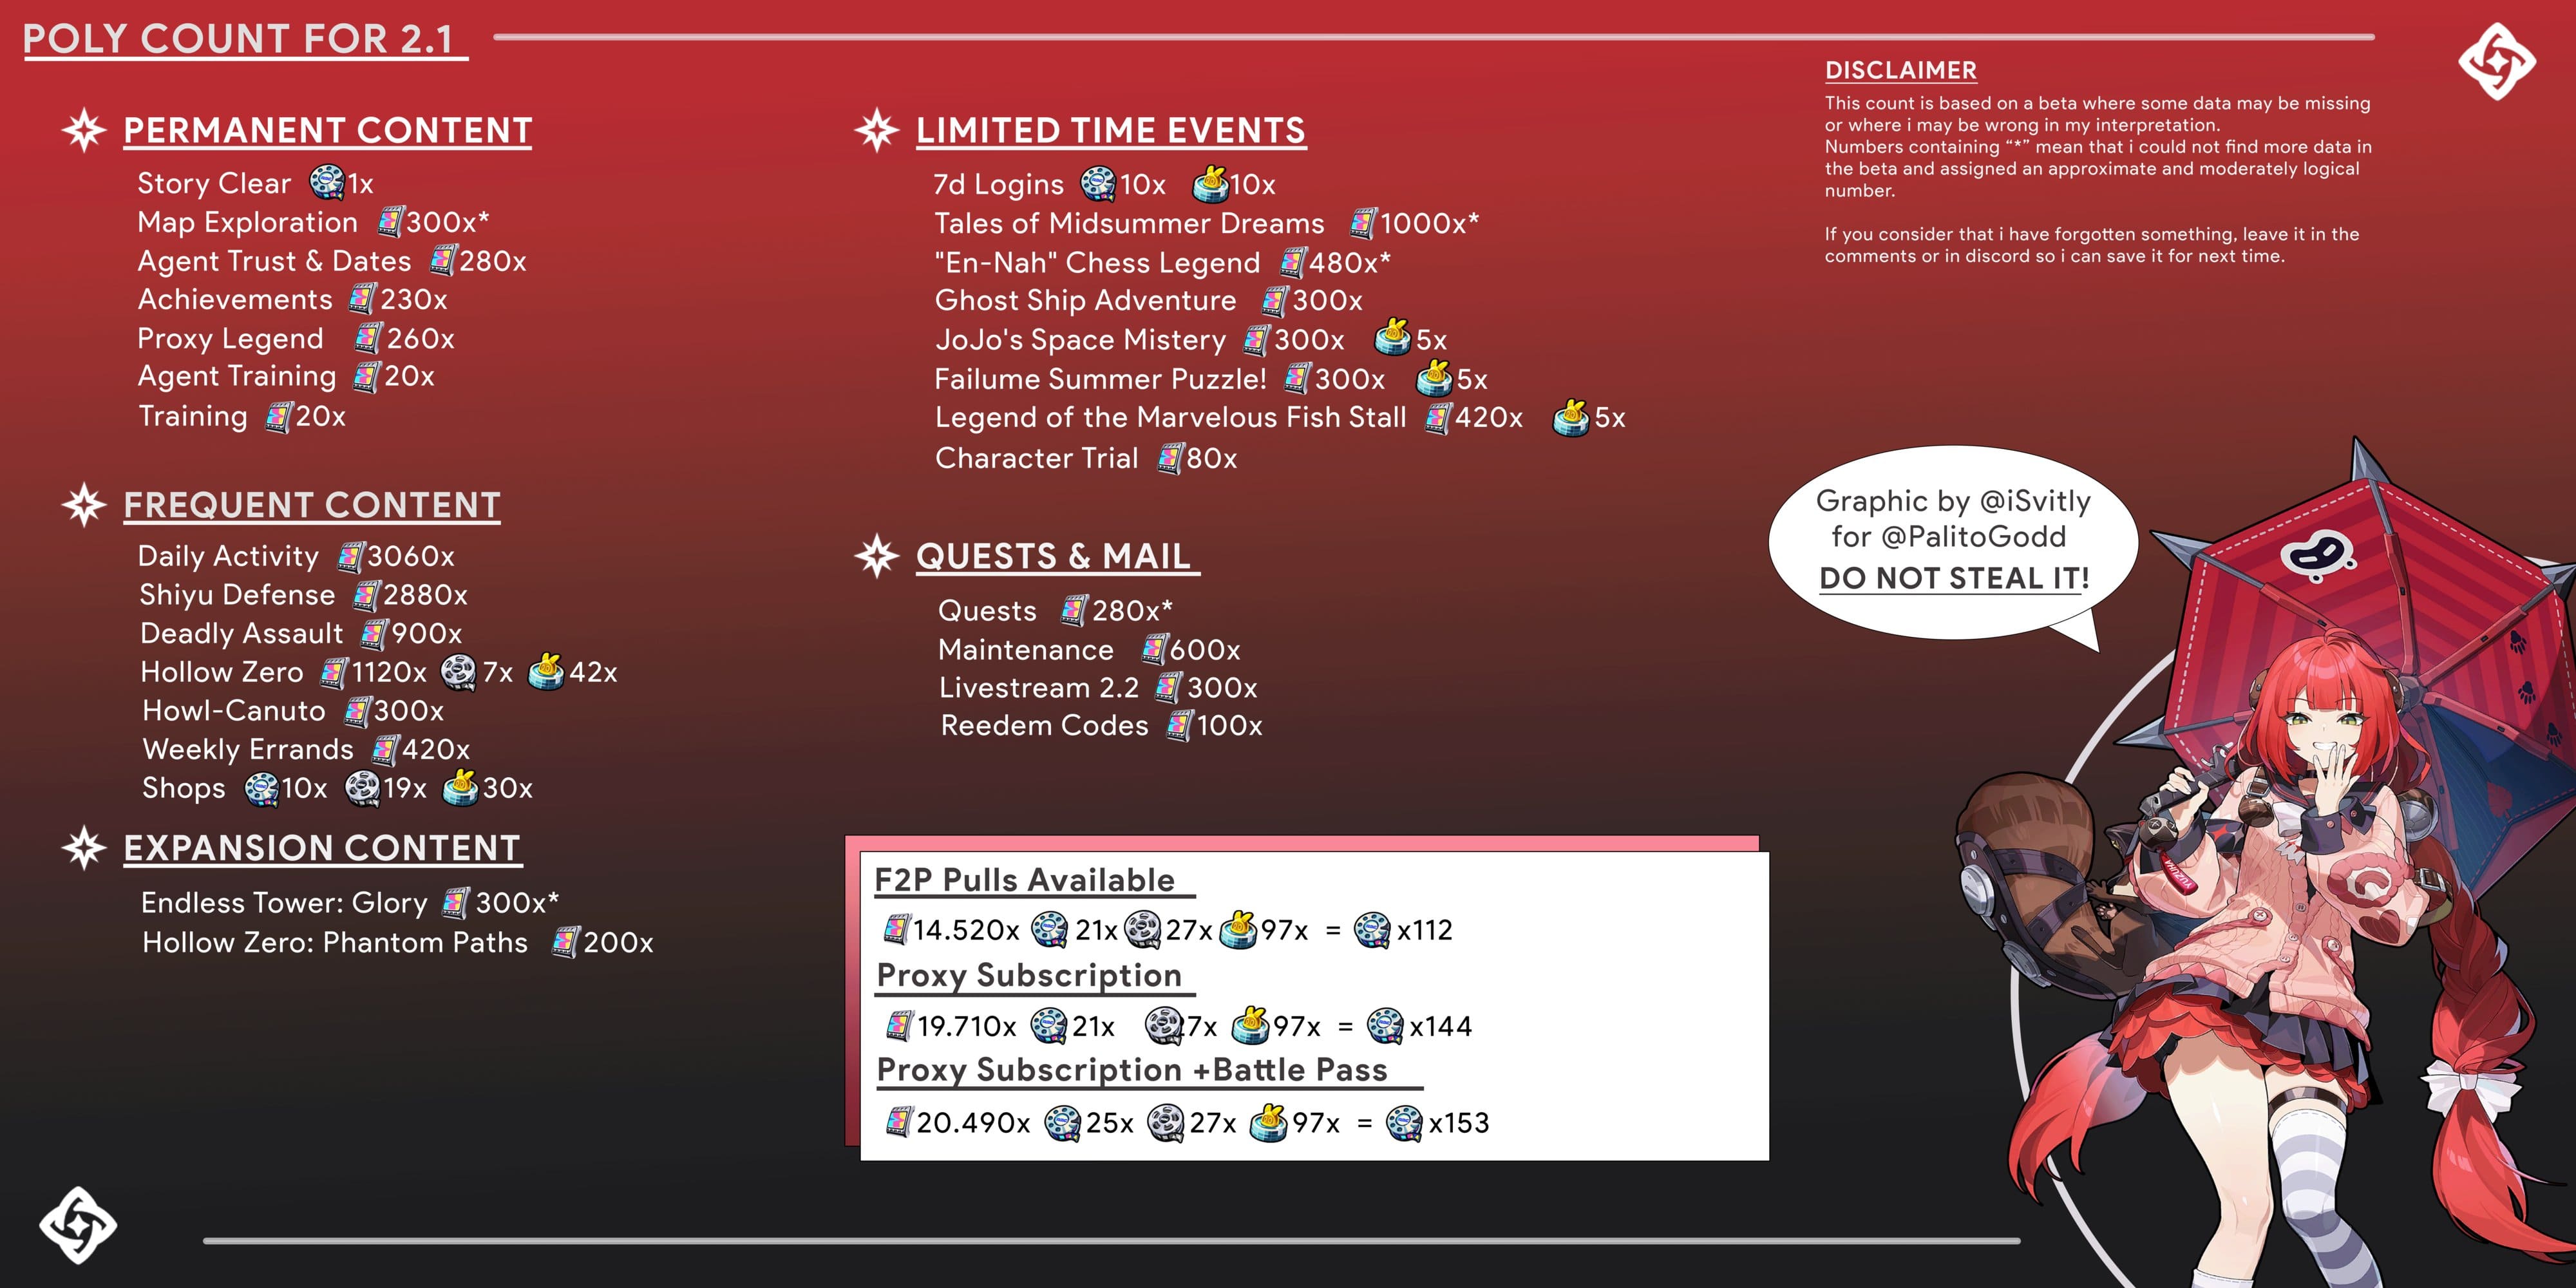 POLY COUNT FOR 2.1
PERMANENT CONTENT
Story Clear 1x
Map Exploration 300x*
Agent Trust & Dates 280x
Achievements 230x
Proxy Legend 260x
Agent Training 20x
Training 20x
FREQUENT CONTENT
Daily Activity 3060x
Shiyu Defense 2880x
Deadly Assault 900x
Hollow Zero 1120x 7x 42x
Howl-Canuto 300x
Weekly Errands 420x
Shops 10x 19x 30x
EXPANSION CONTENT
Endless Tower: Glory 300x*
Hollow Zero: Phantom Paths 200x
LIMITED TIME EVENTS
7d Logins 10x 10x
Tales of Midsummer Dreams 1000x*
"En-Nah" Chess Legend 480x*
Ghost Ship Adventure 300x
JoJo's Space Mistery 300x 5x
Failume Summer Puzzle! 300x 5x
Legend of the Marvelous Fish Stall 420x 5x
Character Trial 80x
QUESTS & MAIL
Quests 280x*
Maintenance 600x
Livestream 2.2 300x
Reedem Codes 100x
F2P Pulls Available
14.520x 21x 27x 97x = x112
Proxy Subscription
19.710x 21x 27x 97x = x144
Proxy Subscription +Battle Pass
20.490x 25x 27x 97x = x153
DISCLAIMER
This count is based on a beta where some data may be missing
or where i may be wrong in my interpretation.
Numbers containing “*” mean that i could not find more data in
the beta and assigned an approximate and moderately logical
number.
If you consider that i have forgotten something, leave it in the
comments or in discord so i can save it for next time.
Graphic by @iSvitly
for @PalitoGodd
DO NOT STEAL IT!
YUZUHA